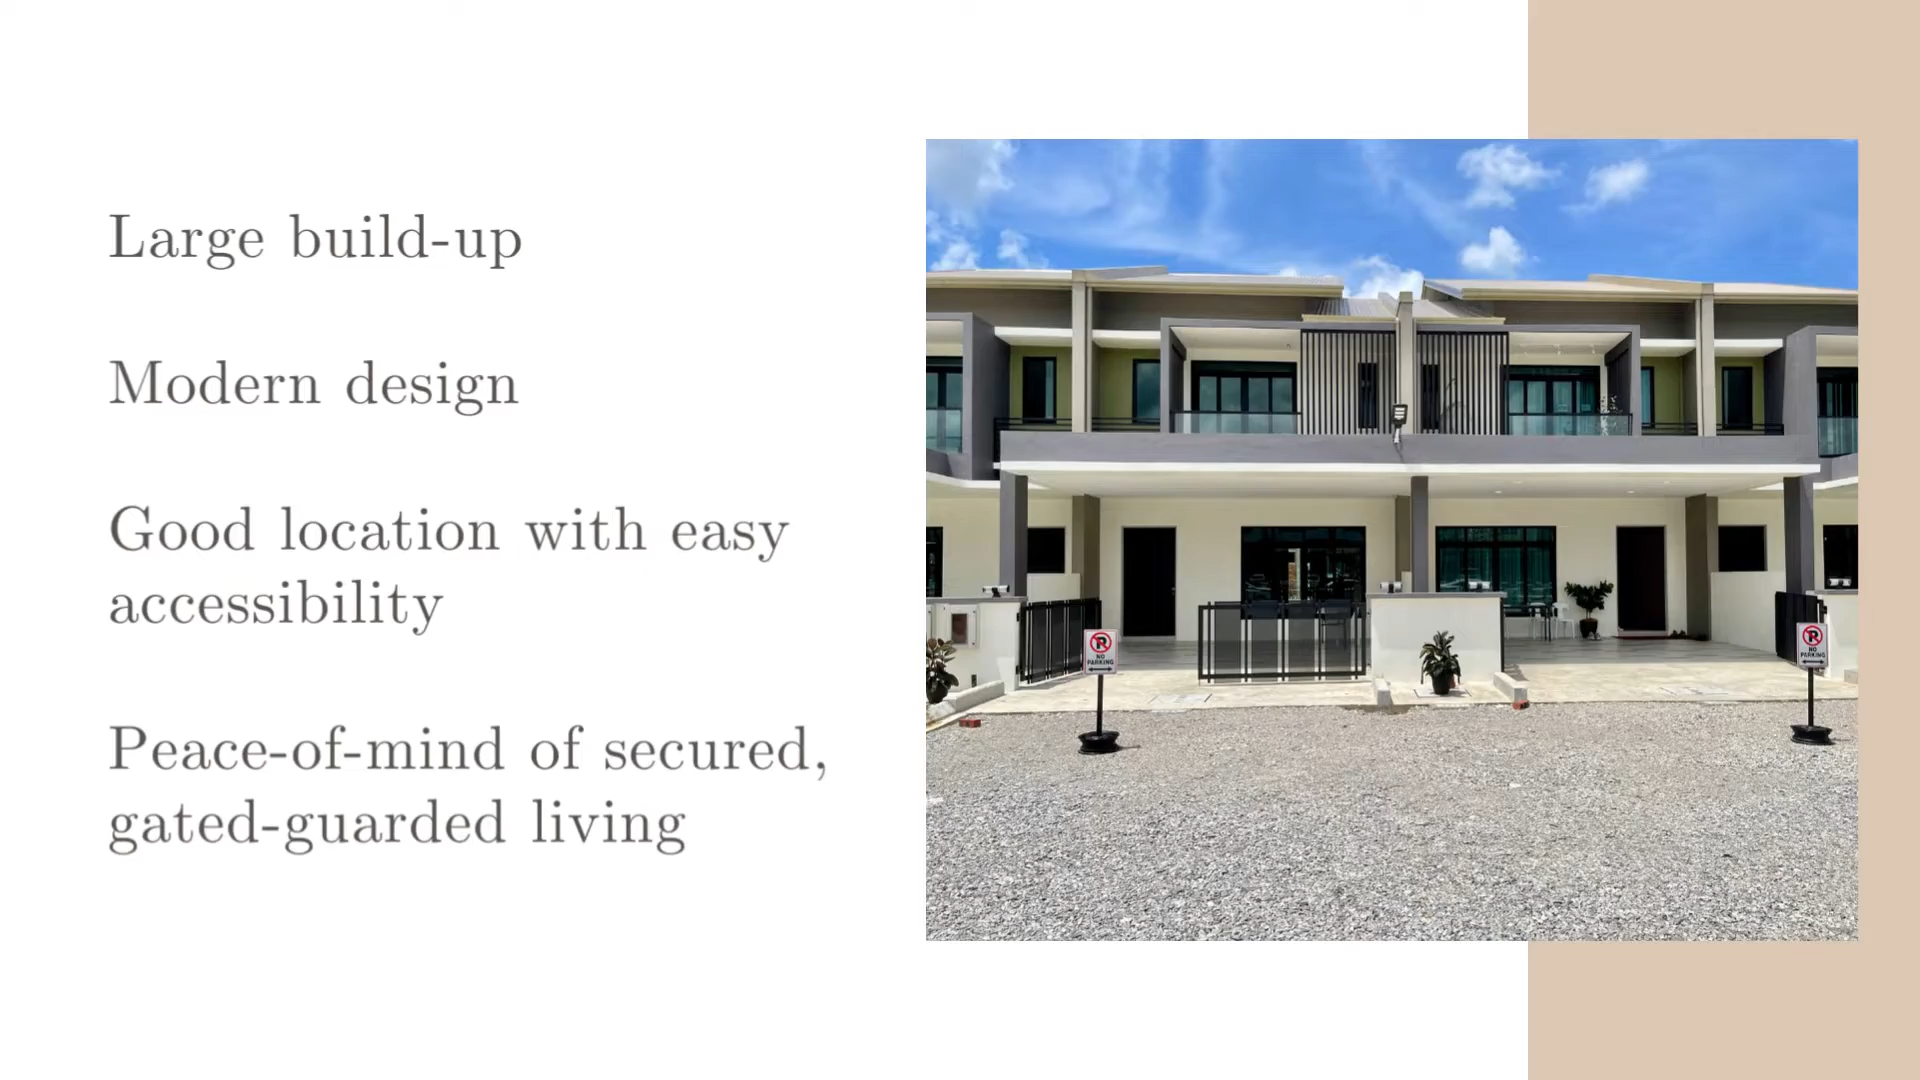 Large build-up
Modern design
Good location with easy
accessibility
Peace-of-mind of secured,
gated-guarded living
NO
PARKING
NO
PARKING